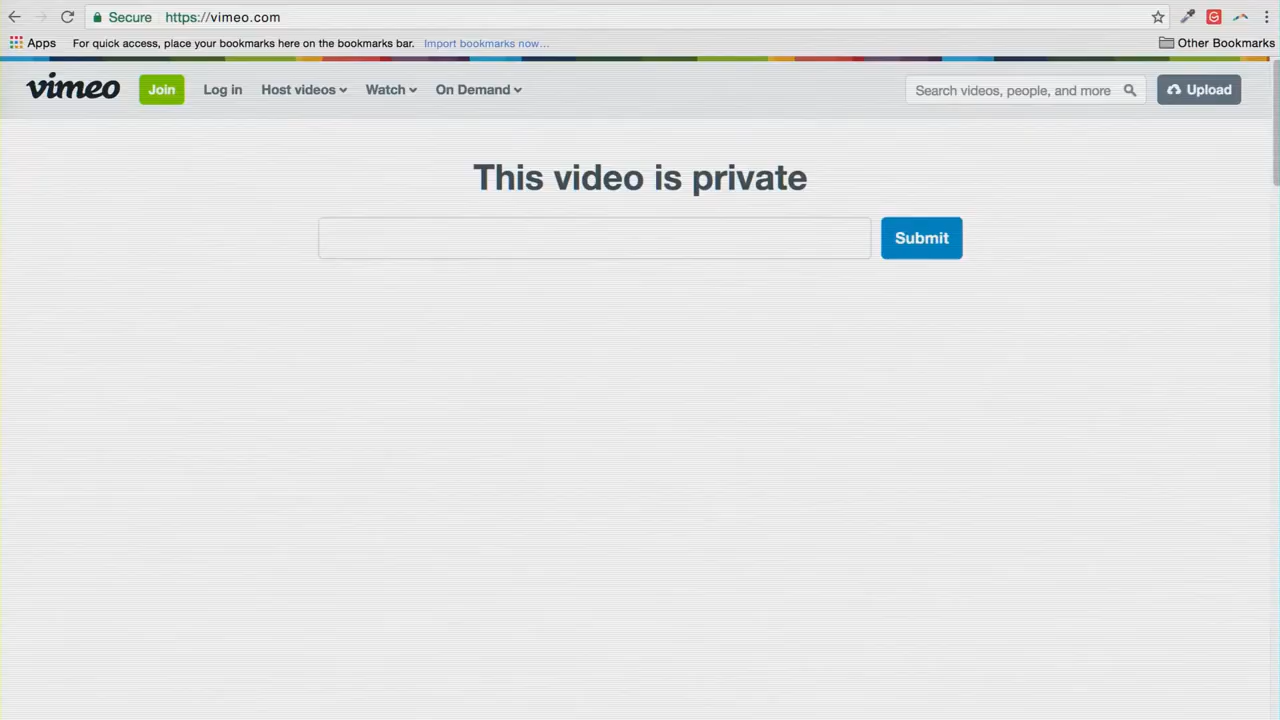 Secure https://vimeo.com
Apps For quick access, place your bookmarks here on the bookmarks bar. Import bookmarks now... Other Bookmarks
vimeo Join Log in Host videos Watch On Demand Search videos, people, and more Upload
This video is private
Submit